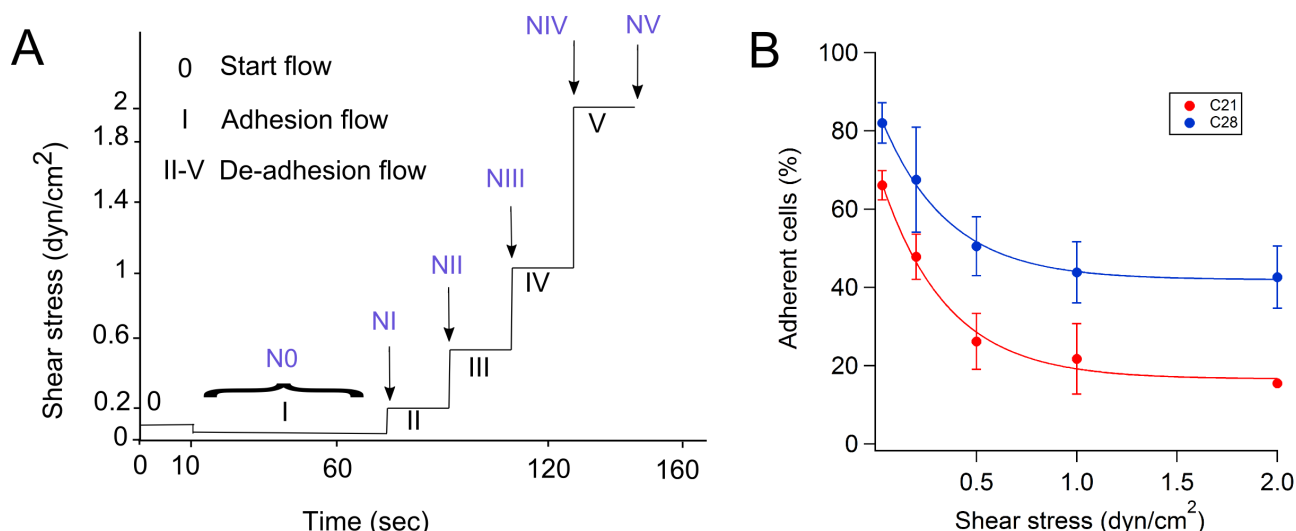 A
NIV NV
0 Start flow
I Adhesion flow
II-V De-adhesion flow
Shear stress (dyn/cm2)
2
1.8
1.4
1
0.6
0.2
0
V
NIII
IV
NII
III
NI
II
N0
I
0
0 10 60 120 160
Time (sec)
B
Adherent cells (%)
100
80
60
40
20
0
C21
C28
0.5 1.0 1.5 2.0
Shear stress (dyn/cm2)